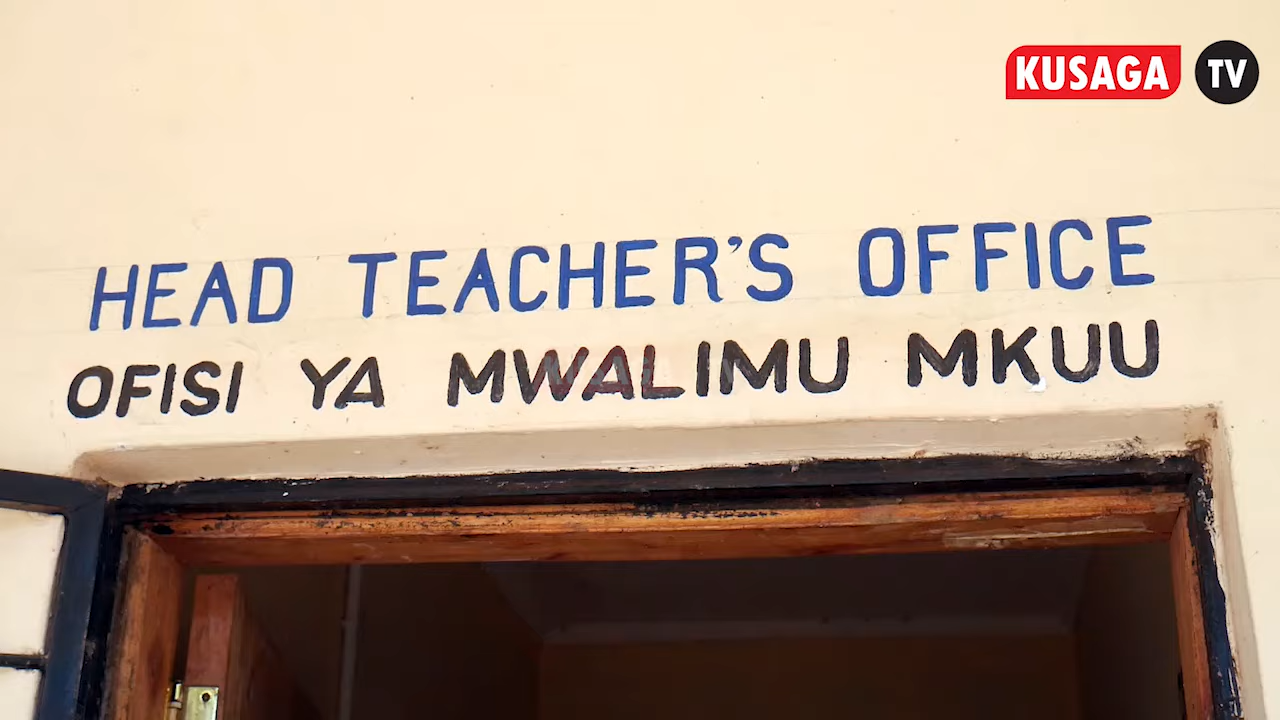 KUSAGA TV
HEAD TEACHER'S OFFICE
OFISI YA MWALIMU MKUU